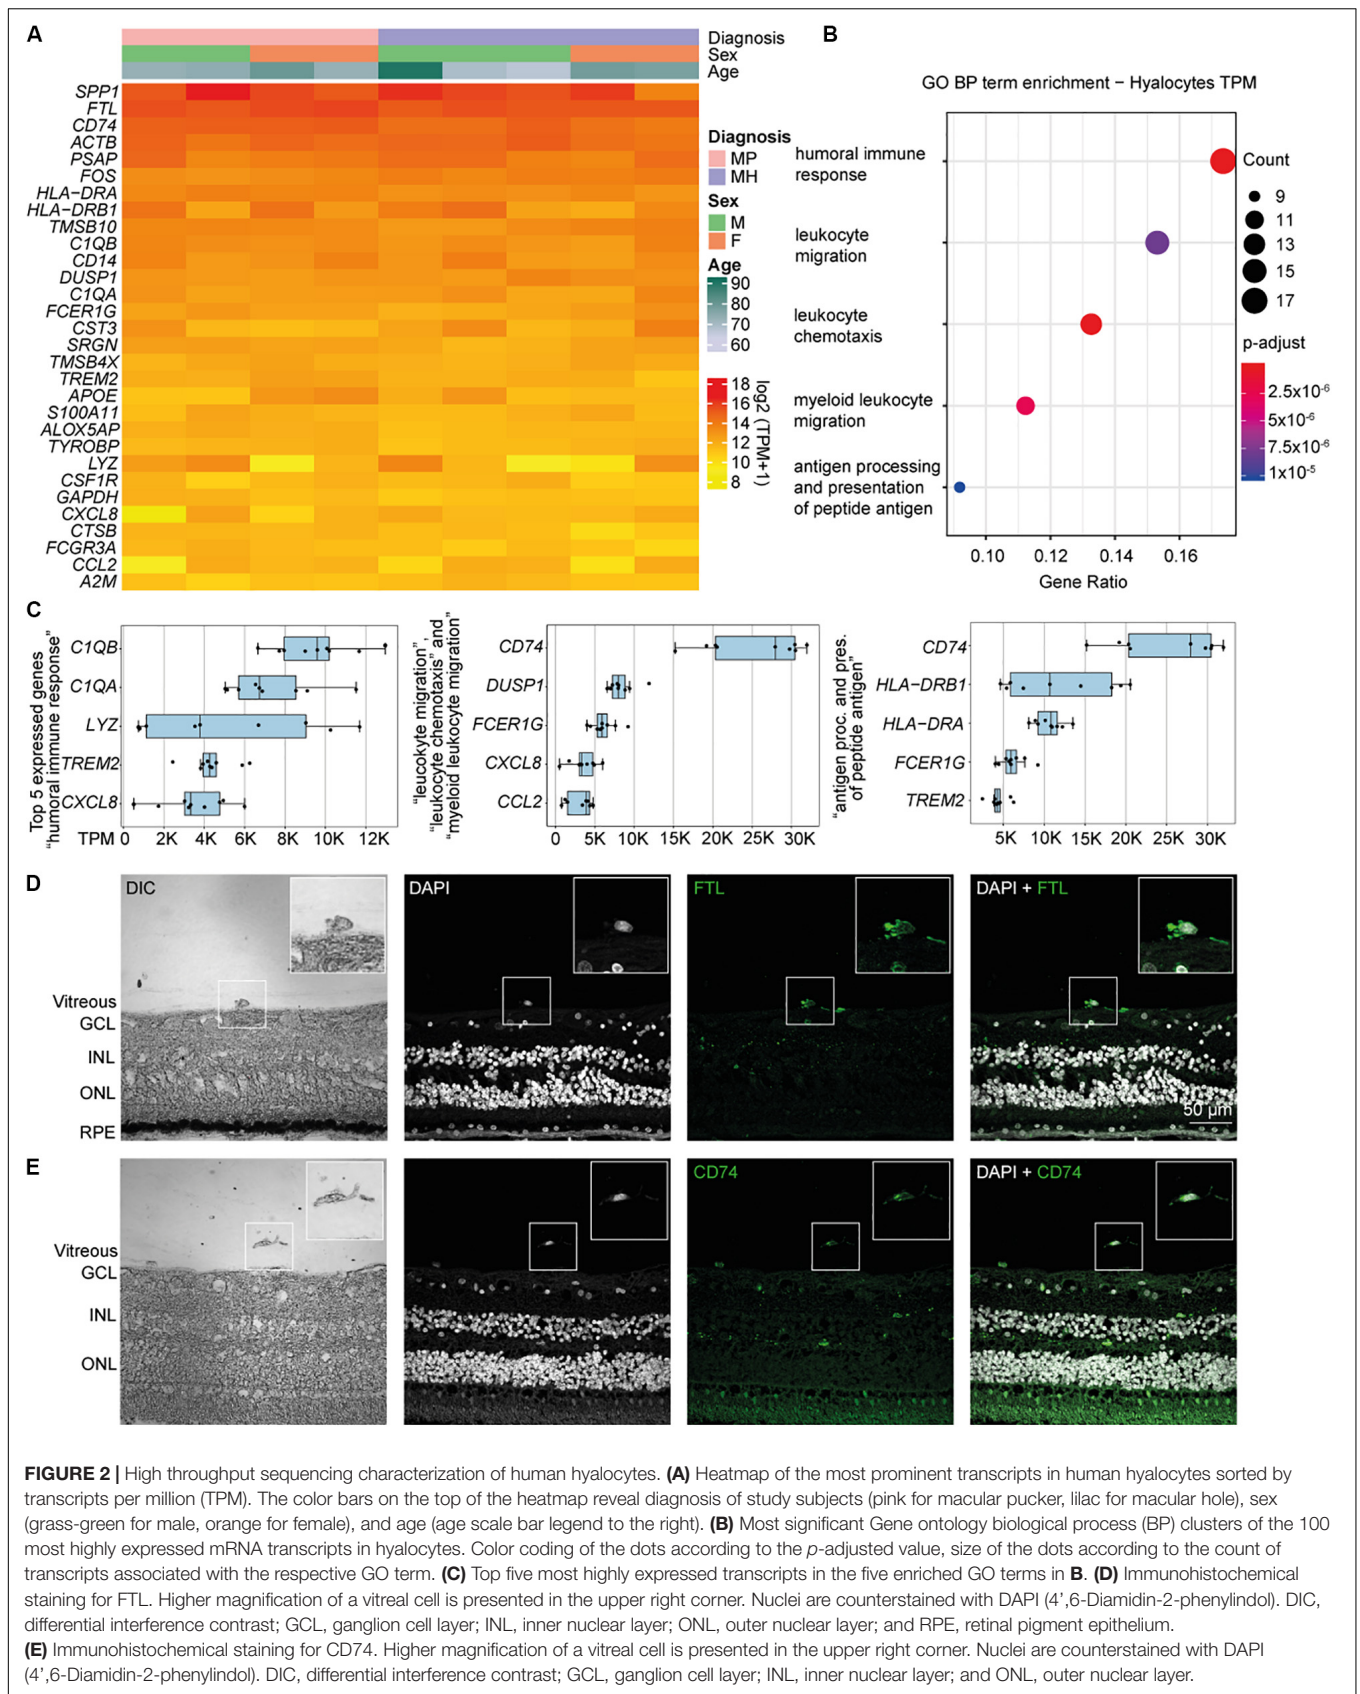 A
Diagnosis
Sex
Age
SPP1
FTL
CD74
ACTB
PSAP
FOS
HLA−DRA
HLA−DRB1
TMSB10
C1QB
CD14
DUSP1
C1QA
FCER1G
CST3
SRGN
TMSB4X
TREM2
APOE
S100A11
ALOX5AP
TYROBP
LYZ
CSF1R
GAPDH
CXCL8
CTSB
FCGR3A
CCL2
A2M
Diagnosis
MP
MH
Sex
M
F
Age
90
80
70
60
18
16
14
12
10
8
log2 (TPM+1)
B
GO BP term enrichment − Hyalocytes TPM
humoral immune
response
leukocyte
migration
leukocyte
chemotaxis
myeloid leukocyte
migration
antigen processing
and presentation
of peptide antigen
0.10 0.12 0.14 0.16
Gene Ratio
Count
9
11
13
15
17
p-adjust
2.5x10-6
5x10-6
7.5x10-6
1x10-5
C
Top 5 expressed genes
“humoral immune response”
C1QB
C1QA
LYZ
TREM2
CXCL8
TPM 0 2K 4K 6K 8K 10K 12K
“leucokyte migration”,
“leukocyte chemotaxis” and
“myeloid leukocyte migration”
CD74
DUSP1
FCER1G
CXCL8
CCL2
0 5K 10K 15K 20K 25K 30K
“antigen proc. and pres.
of peptide antigen”
CD74
HLA−DRB1
HLA−DRA
FCER1G
TREM2
5K 10K 15K 20K 25K 30K
D
DIC
DAPI
FTL
DAPI + FTL
Vitreous
GCL
INL
ONL
RPE
50 µm
E
CD74
DAPI + CD74
Vitreous
GCL
INL
ONL
FIGURE 2 | High throughput sequencing characterization of human hyalocytes. (A) Heatmap of the most prominent transcripts in human hyalocytes sorted by
transcripts per million (TPM). The color bars on the top of the heatmap reveal diagnosis of study subjects (pink for macular pucker, lilac for macular hole), sex
(grass-green for male, orange for female), and age (age scale bar legend to the right). (B) Most significant Gene ontology biological process (BP) clusters of the 100
most highly expressed mRNA transcripts in hyalocytes. Color coding of the dots according to the p-adjusted value, size of the dots according to the count of
transcripts associated with the respective GO term. (C) Top five most highly expressed transcripts in the five enriched GO terms in B. (D) Immunohistochemical
staining for FTL. Higher magnification of a vitreal cell is presented in the upper right corner. Nuclei are counterstained with DAPI (4’,6-Diamidin-2-phenylindol). DIC,
differential interference contrast; GCL, ganglion cell layer; INL, inner nuclear layer; ONL, outer nuclear layer; and RPE, retinal pigment epithelium.
(E) Immunohistochemical staining for CD74. Higher magnification of a vitreal cell is presented in the upper right corner. Nuclei are counterstained with DAPI
(4’,6-Diamidin-2-phenylindol). DIC, differential interference contrast; GCL, ganglion cell layer; INL, inner nuclear layer; and ONL, outer nuclear layer.